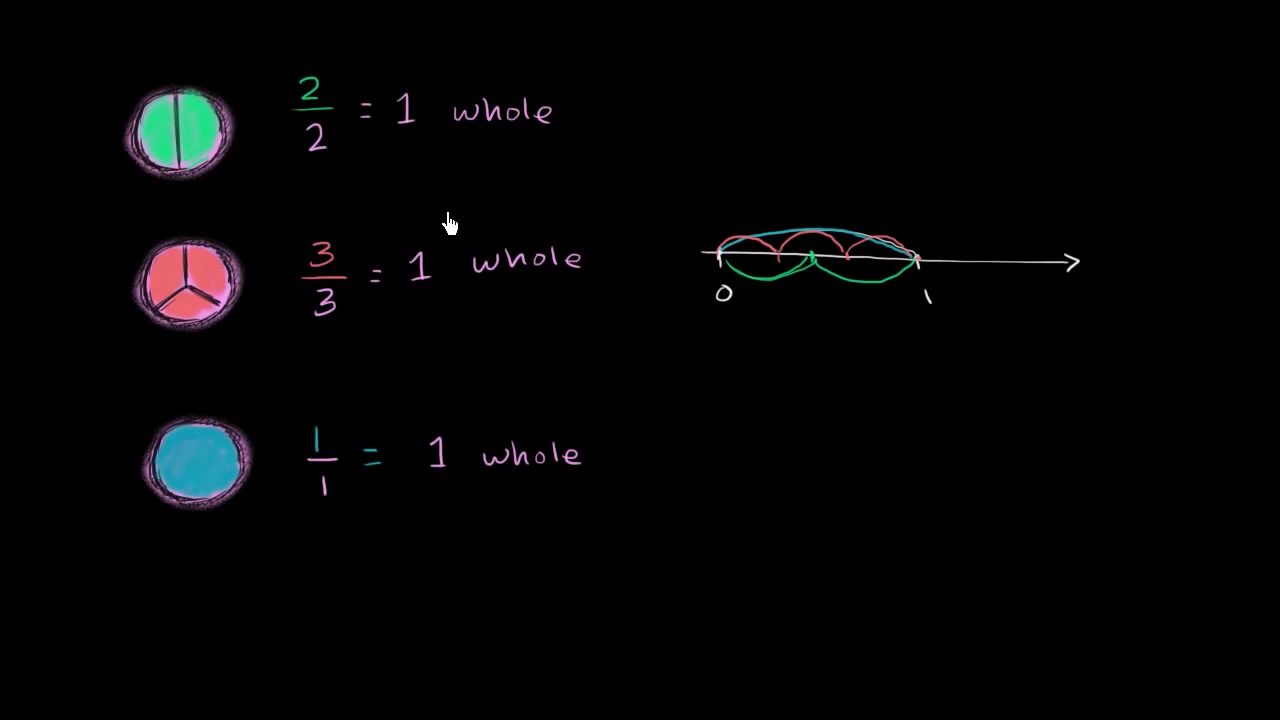 2/2 = 1 whole
3/3 = 1 whole
0 1
1/1 = 1 whole